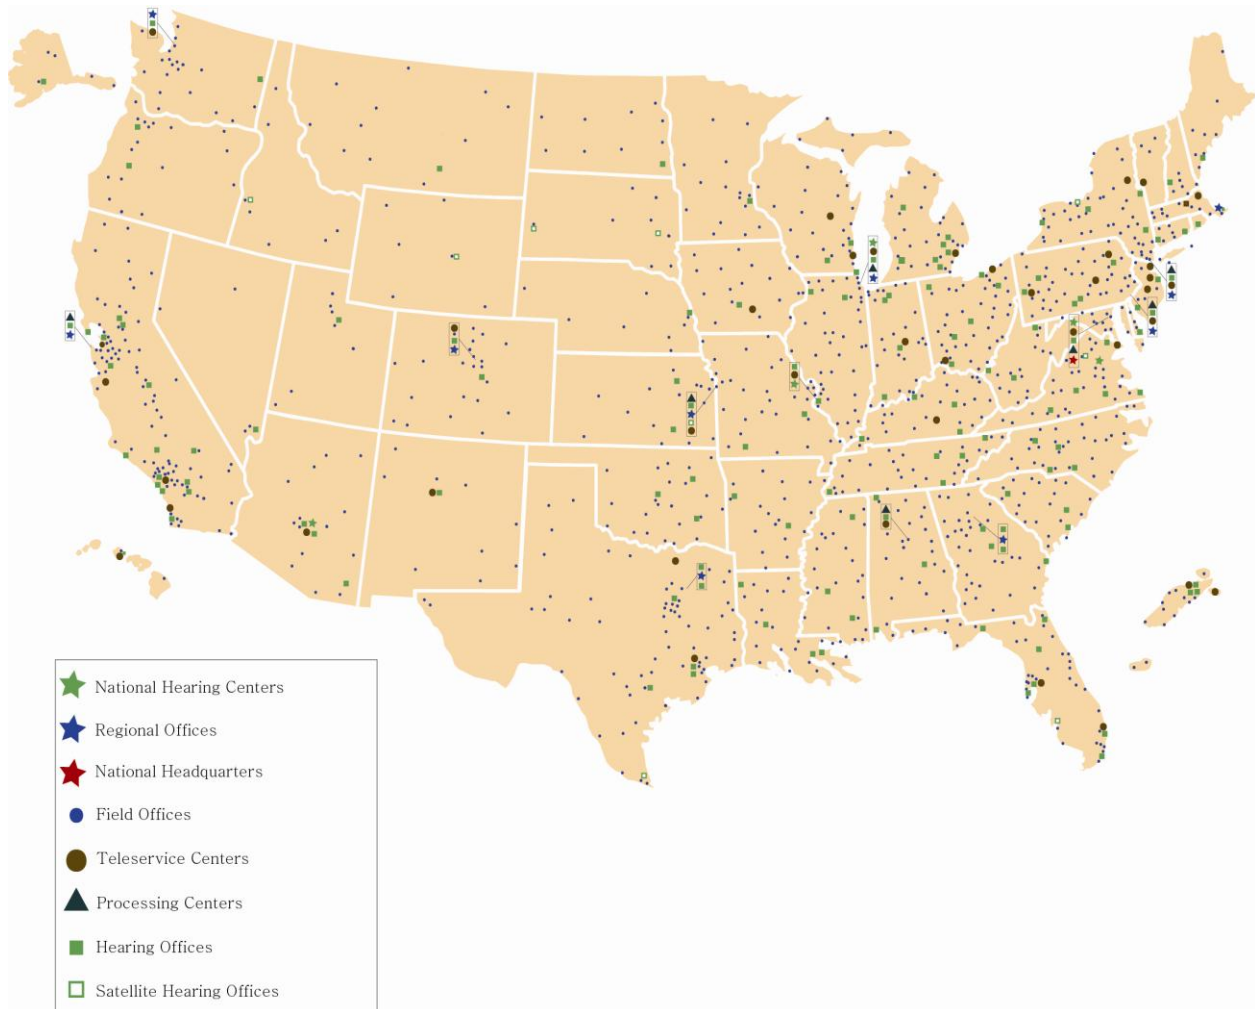 National Hearing Centers
Regional Offices
National Headquarters
Field Offices
Teleservice Centers
Processing Centers
Hearing Offices
Satellite Hearing Offices